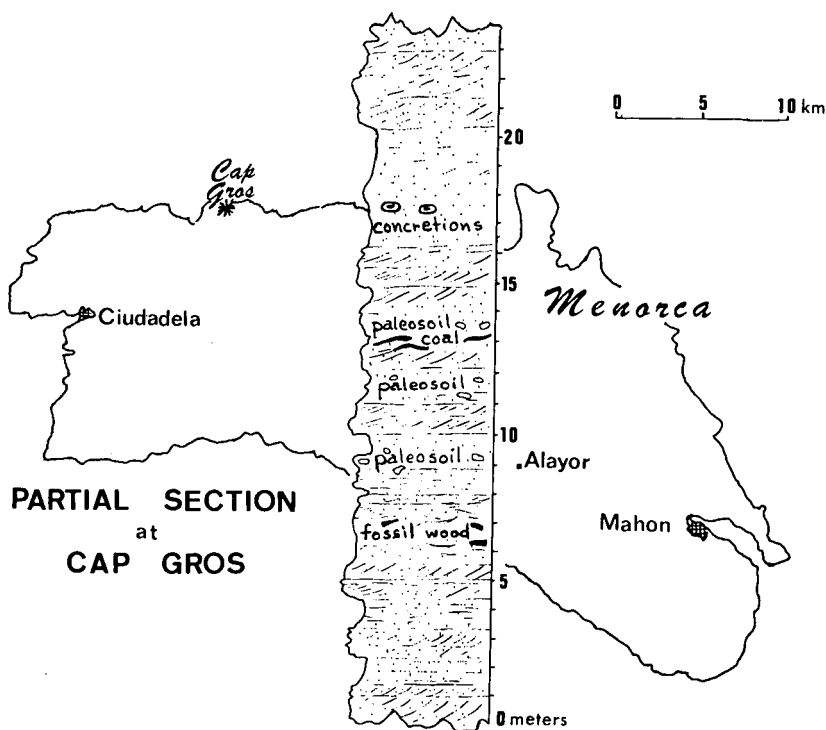 0 5 10 km
20
Cap
Gros
concretions
15
Menorca
Ciudadela
paleosoil
coal
paleosoil
10
paleosoil
Alayor
PARTIAL SECTION
at
CAP GROS
Mahon
fossil wood
5
0 meters